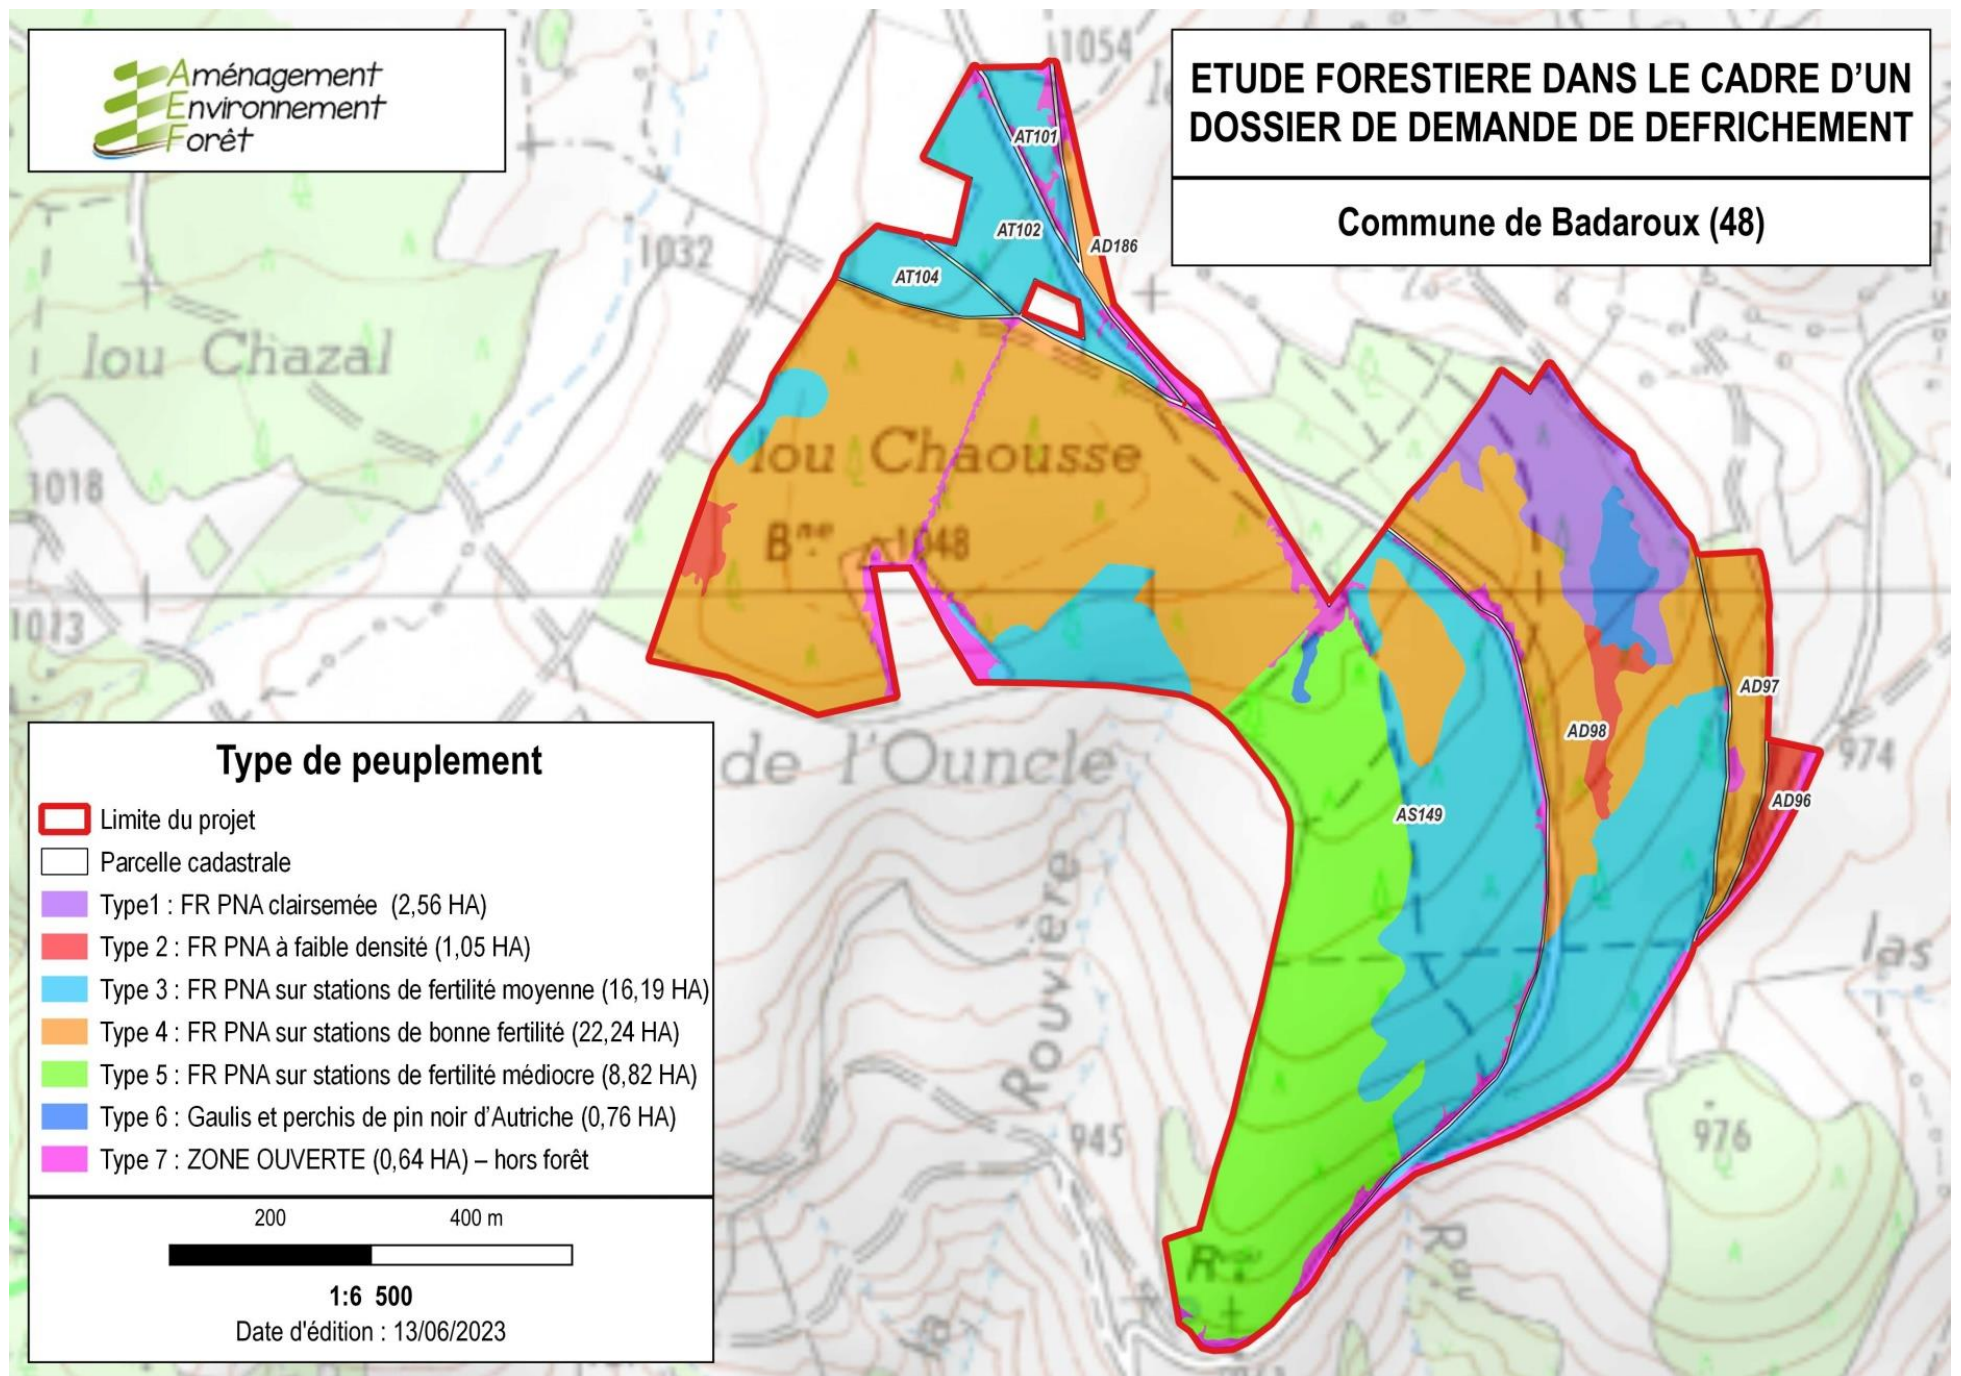 Aménagement
Environnement
Forêt
ETUDE FORESTIERE DANS LE CADRE D'UN
DOSSIER DE DEMANDE DE DEFRICHEMENT
Commune de Badaroux (48)
1054
AT101
1032
AT102
AD186
AT104
lou Chazal
lou Chaousse
1018
1048
1013
AD97
AD98
974
de l'Ouncle
AD96
AS149
Rouvière
las
945
976
Rau
la
Type de peuplement
Limite du projet
Parcelle cadastrale
Type1 : FR PNA clairsemée (2,56 HA)
Type 2 : FR PNA à faible densité (1,05 HA)
Type 3 : FR PNA sur stations de fertilité moyenne (16,19 HA)
Type 4 : FR PNA sur stations de bonne fertilité (22,24 HA)
Type 5 : FR PNA sur stations de fertilité médiocre (8,82 HA)
Type 6 : Gaulis et perchis de pin noir d'Autriche (0,76 HA)
Type 7 : ZONE OUVERTE (0,64 HA) – hors forêt
200 400 m
1:6 500
Date d'édition : 13/06/2023